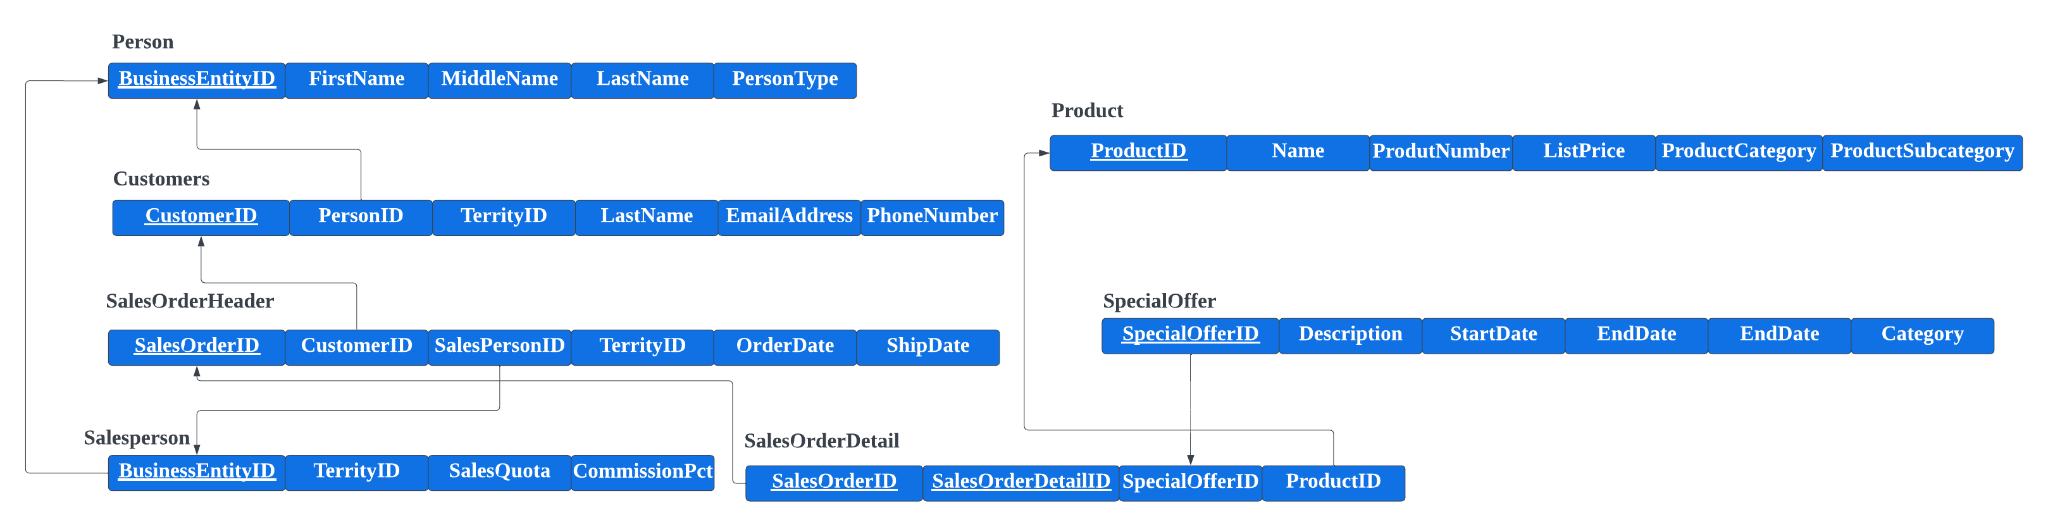 Person
BusinessEntityID FirstName MiddleName LastName PersonType
Customers
CustomerID PersonID TerrityID LastName EmailAddress PhoneNumber
SalesOrderHeader
SalesOrderID CustomerID SalesPersonID TerrityID OrderDate ShipDate
Salesperson
BusinessEntityID TerrityID SalesQuota CommissionPct
Product
ProductID Name ProdutNumber ListPrice ProductCategory ProductSubcategory
SpecialOffer
SpecialOfferID Description StartDate EndDate EndDate Category
SalesOrderDetail
SalesOrderID SalesOrderDetailID SpecialOfferID ProductID